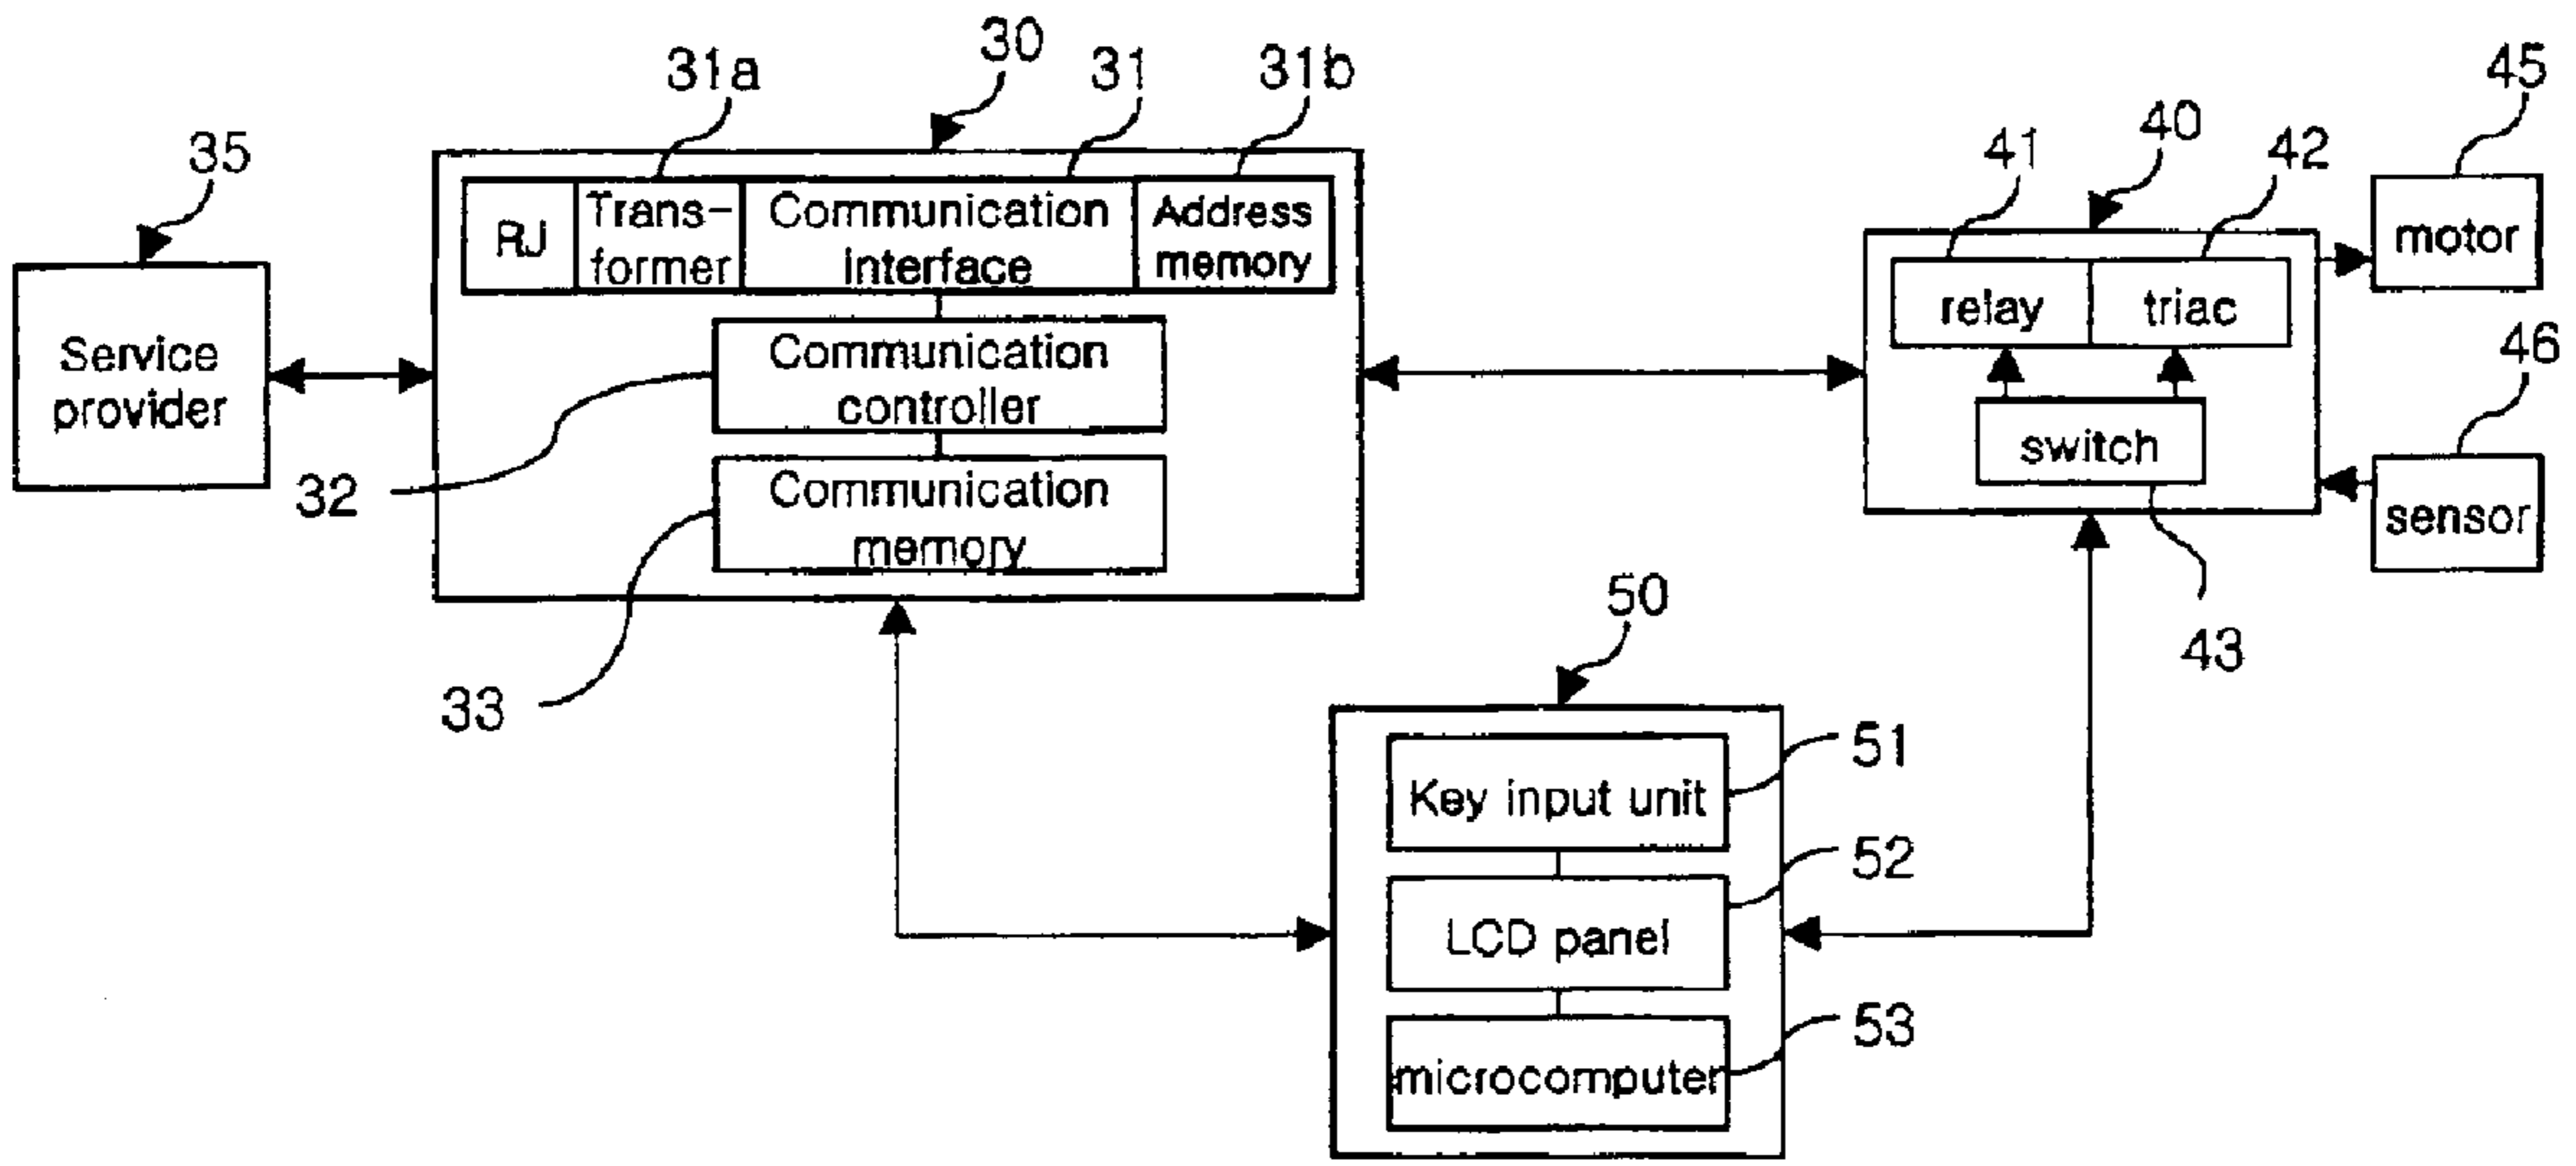 30
31a
31
31b
45
35
41
40
42
RJ
Trans-
former
Communication
interface
Address
memory
motor
relay
triac
Service
provider
Communication
controller
46
switch
32
Communication
memory
sensor
50
43
33
51
Key input unit
52
LCD panel
53
microcomputer